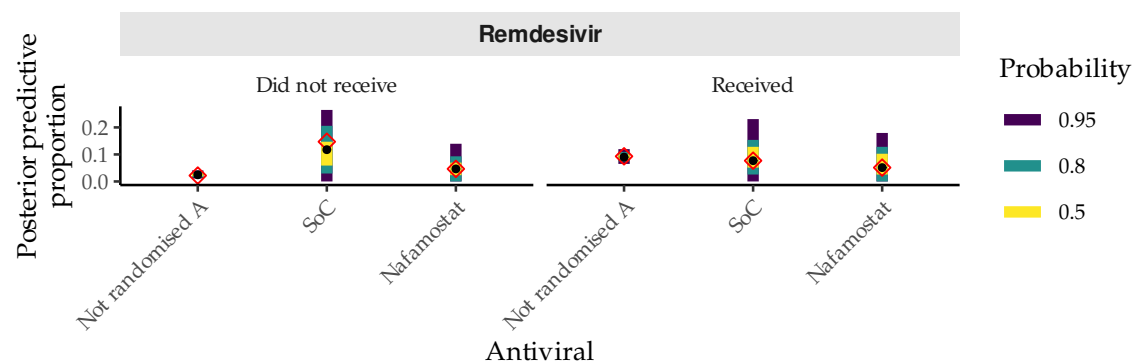 Remdesivir
Did not receive
Received
Posterior predictive
proportion
0.2
0.1
0.0
Not randomised A
SoC
Nafamostat
Not randomised A
SoC
Nafamostat
Antiviral
Probability
0.95
0.8
0.5